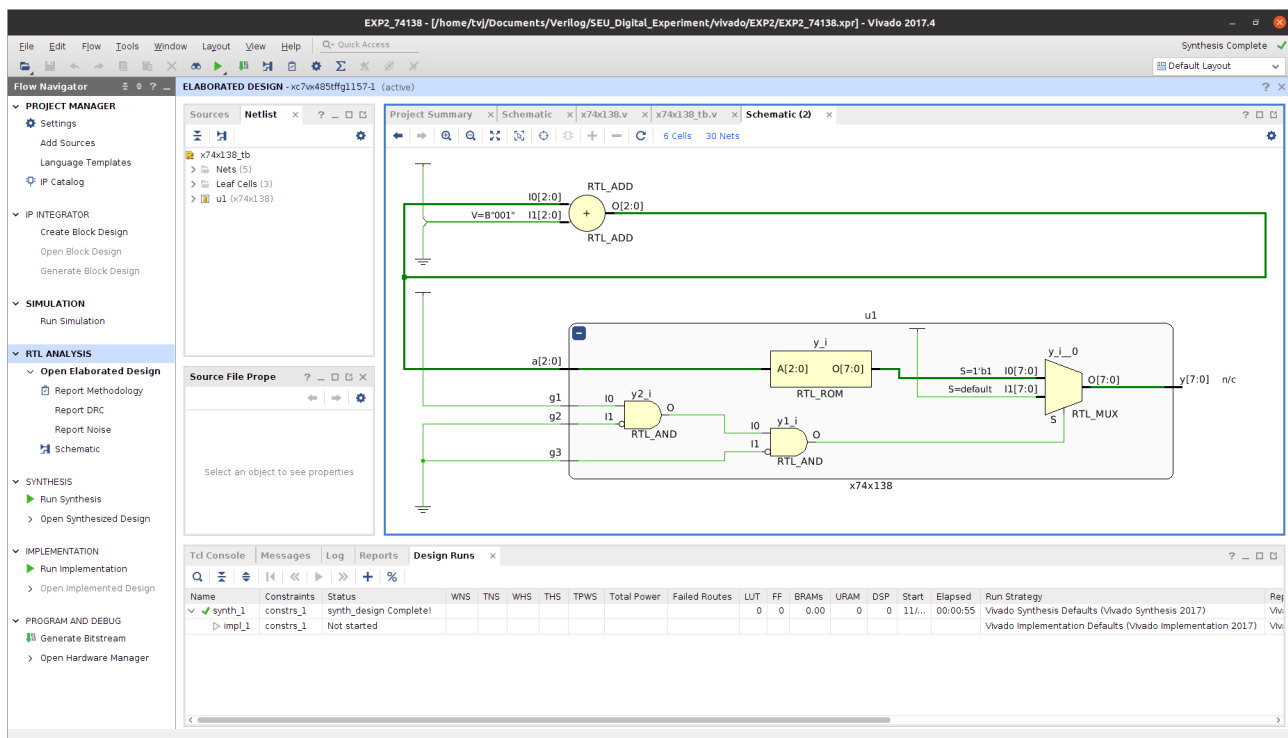 EXP2_74138 - [/home/tvj/Documents/Verilog/SEU_Digital_Experiment/vivado/EXP2/EXP2_74138.xpr] - Vivado 2017.4
File Edit Flow Tools Window Layout View Help Q- Quick Access
Synthesis Complete
Default Layout
Flow Navigator
ELABORATED DESIGN - xc7vx485tffg1157-1 (active)
PROJECT MANAGER
Settings
Add Sources
Language Templates
IP Catalog
IP INTEGRATOR
Create Block Design
Open Block Design
Generate Block Design
SIMULATION
Run Simulation
RTL ANALYSIS
Open Elaborated Design
Report Methodology
Report DRC
Report Noise
Schematic
SYNTHESIS
Run Synthesis
Open Synthesized Design
IMPLEMENTATION
Run Implementation
Open Implemented Design
PROGRAM AND DEBUG
Generate Bitstream
Open Hardware Manager
Sources Netlist
x74x138_tb
Nets (5)
Leaf Cells (3)
u1 (x74x138)
Source File Prope
Select an object to see properties
Project Summary Schematic x74x138.v x74x138_tb.v Schematic (2)
6 Cells 30 Nets
RTL_ADD
I0[2:0]
V=B"001" I1[2:0]
+
O[2:0]
RTL_ADD
u1
a[2:0]
y_i
A[2:0] O[7:0]
RTL_ROM
y_i__0
S=1'b1 I0[7:0]
S=default I1[7:0]
O[7:0]
S
RTL_MUX
y[7:0] n/c
g1
g2
g3
y2_i
I0
I1
O
RTL_AND
y1_i
I0
I1
O
RTL_AND
x74x138
Tcl Console Messages Log Reports Design Runs
Name Constraints Status WNS TNS WHS THS TPWS Total Power Failed Routes LUT FF BRAMs URAM DSP Start Elapsed Run Strategy Rep
synth_1 constrs_1 synth_design Complete! 0 0 0.00 0 0 11/... 00:00:55 Vivado Synthesis Defaults (Vivado Synthesis 2017) Viv
impl_1 constrs_1 Not started Vivado Implementation Defaults (Vivado Implementation 2017) Viv